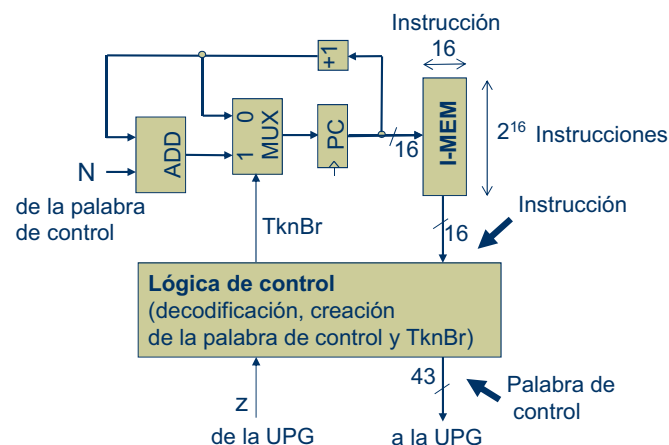 Instrucción
16
+1
ADD
1 0
MUX
PC
16
I-MEM
2¹⁶ Instrucciones
N
de la palabra
de control
TknBr
16
Instrucción
Lógica de control
(decodificación, creación
de la palabra de control y TknBr)
z
43
Palabra de
control
de la UPG
a la UPG